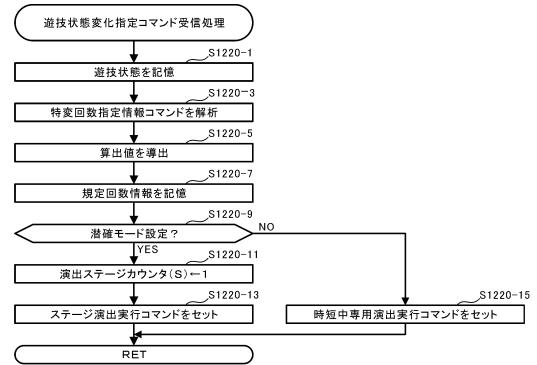 遊技状態変化指定コマンド受信処理
S1220-1
遊技状態を記憶
S1220-3
特変回数指定情報コマンドを解析
S1220-5
算出値を導出
S1220-7
規定回数情報を記憶
S1220-9
潜確モード設定？
NO
YES
S1220-11
演出ステージカウンタ(S)←1
S1220-13
ステージ演出実行コマンドをセット
S1220-15
時短中専用演出実行コマンドをセット
RET